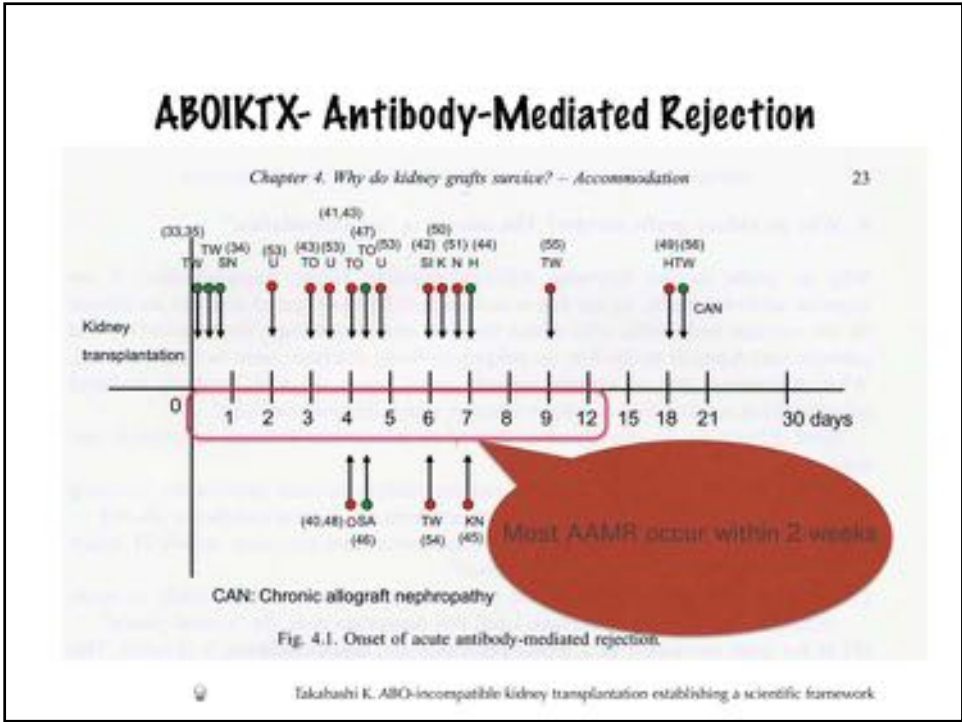 ABOIKTX- Antibody-Mediated Rejection
Chapter 4. Why do kidney grafts survice? – Accommodation 23
(41,43)
(33,35) (47) (50)
TW (34) (53) (43) (53) TO (53) (42) (51) (44) (55) (49) (56)
TW SN U TO U TO U SI K N H TW HTW
CAN
Kidney
transplantation
0 1 2 3 4 5 6 7 8 9 12 15 18 21 30 days
(40,48) O SA TW KN
(46) (54) (45)
Most AAMR occur within 2 weeks
CAN: Chronic allograft nephropathy
Fig. 4.1. Onset of acute antibody-mediated rejection.
Takahashi K. ABO-incompatible kidney transplantation establishing a scientific framework